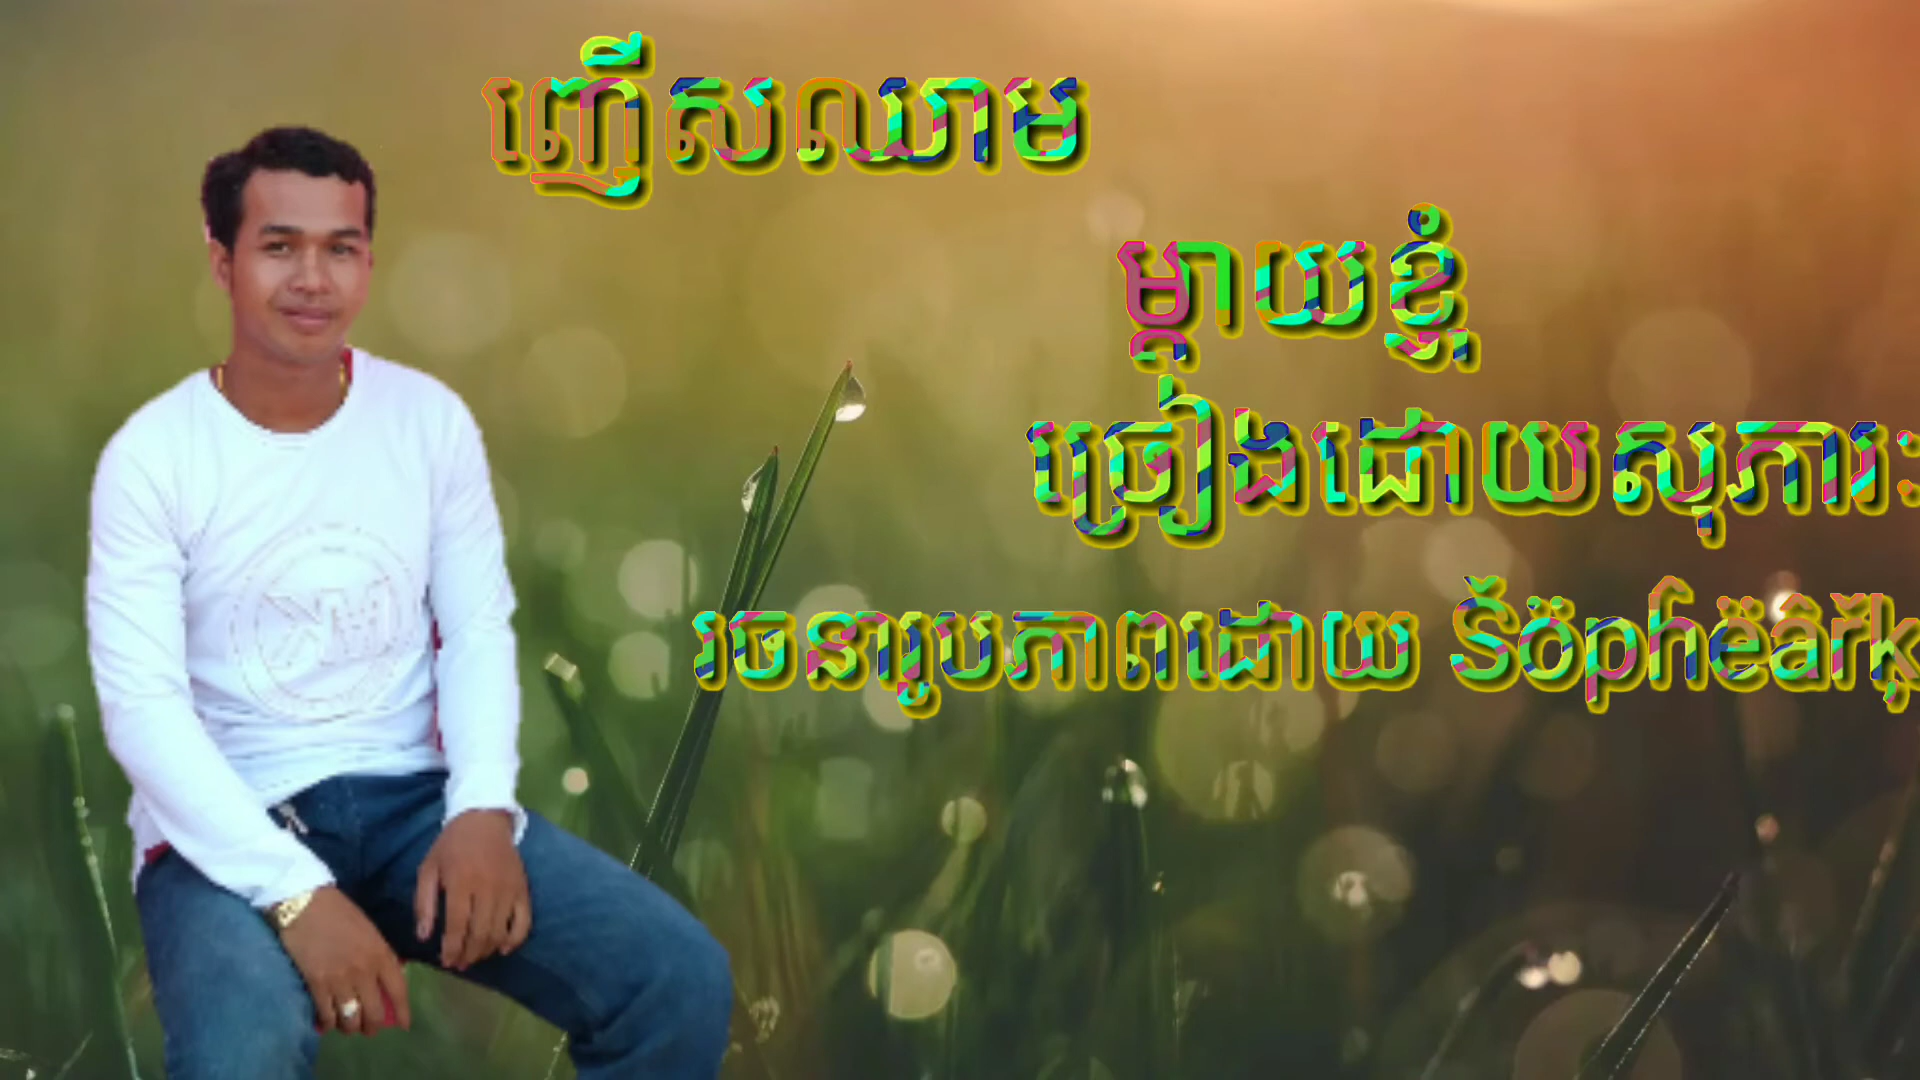 ញើសឈាម
ម្ដាយខ្ញុំ
ច្រៀងដោយសុភារៈ
រចនារូបភាពដោយ Šöpĥëârķ